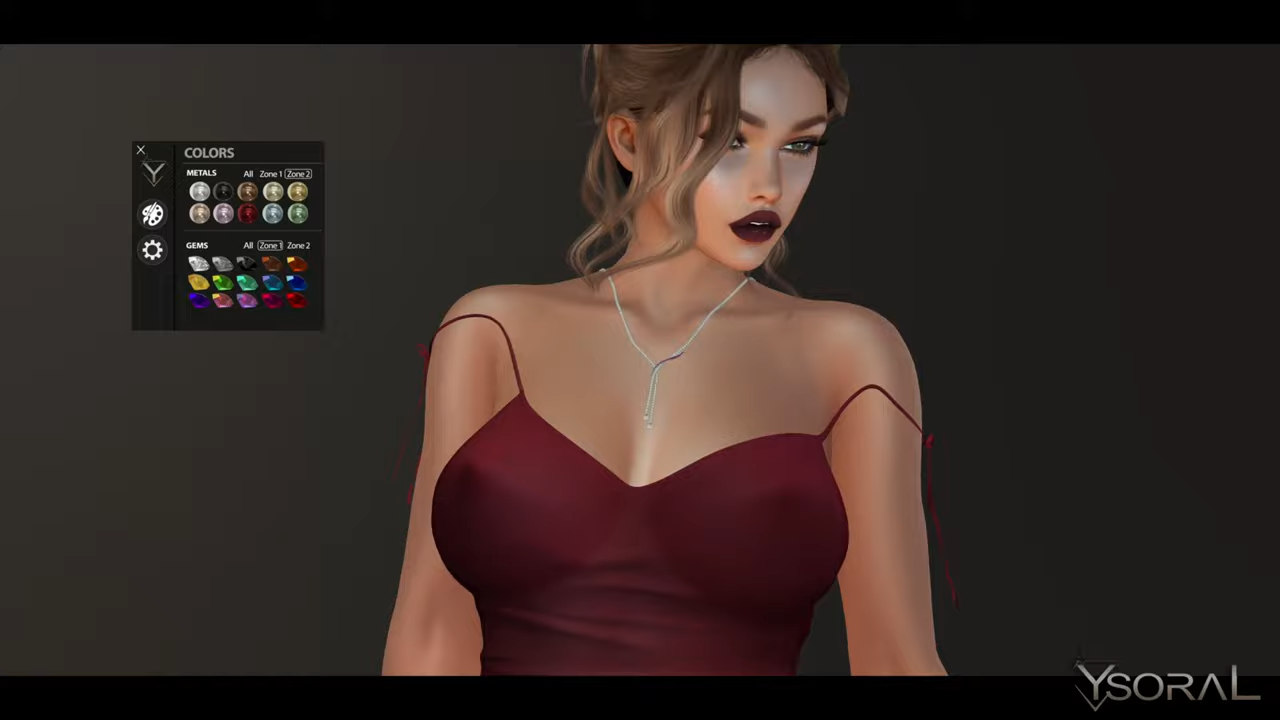 COLORS
METALS All Zone 1 Zone 2
GEMS All Zone 1 Zone 2
YSORAL